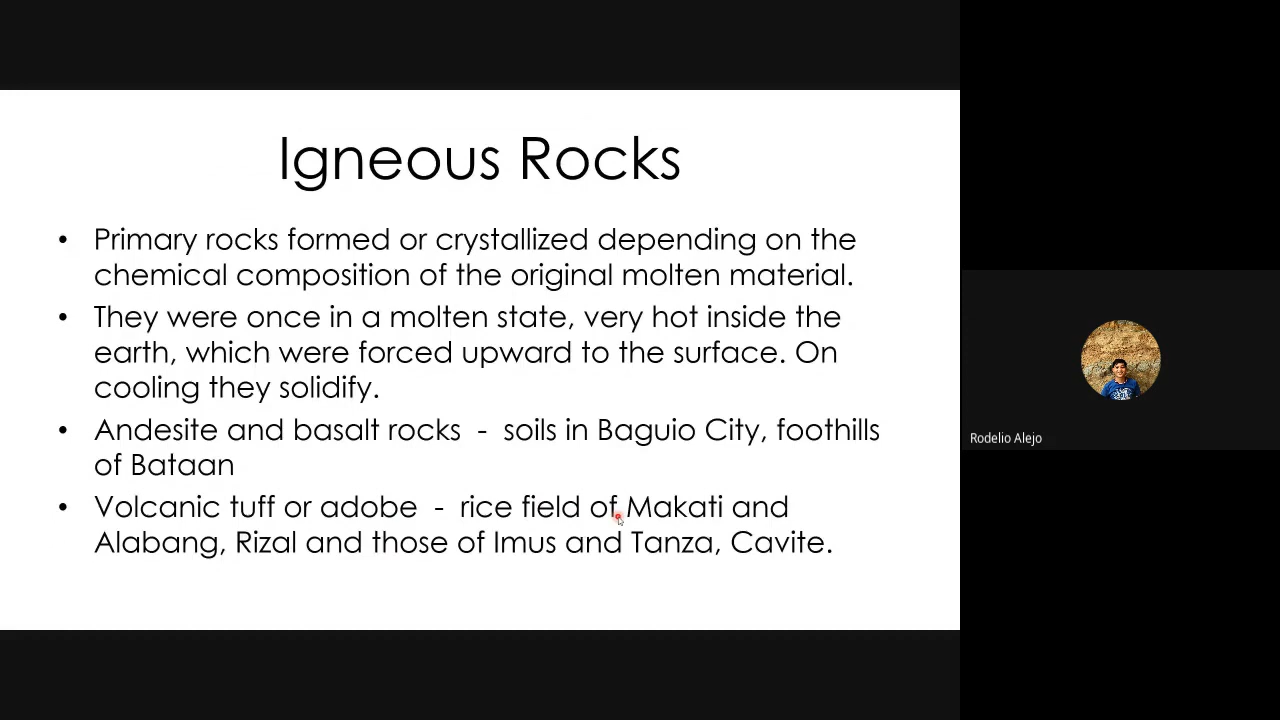 Igneous Rocks
• Primary rocks formed or crystallized depending on the
chemical composition of the original molten material.
• They were once in a molten state, very hot inside the
earth, which were forced upward to the surface. On
cooling they solidify.
• Andesite and basalt rocks - soils in Baguio City, foothills
of Bataan
• Volcanic tuff or adobe - rice field of Makati and
Alabang, Rizal and those of Imus and Tanza, Cavite.
Rodelio Alejo